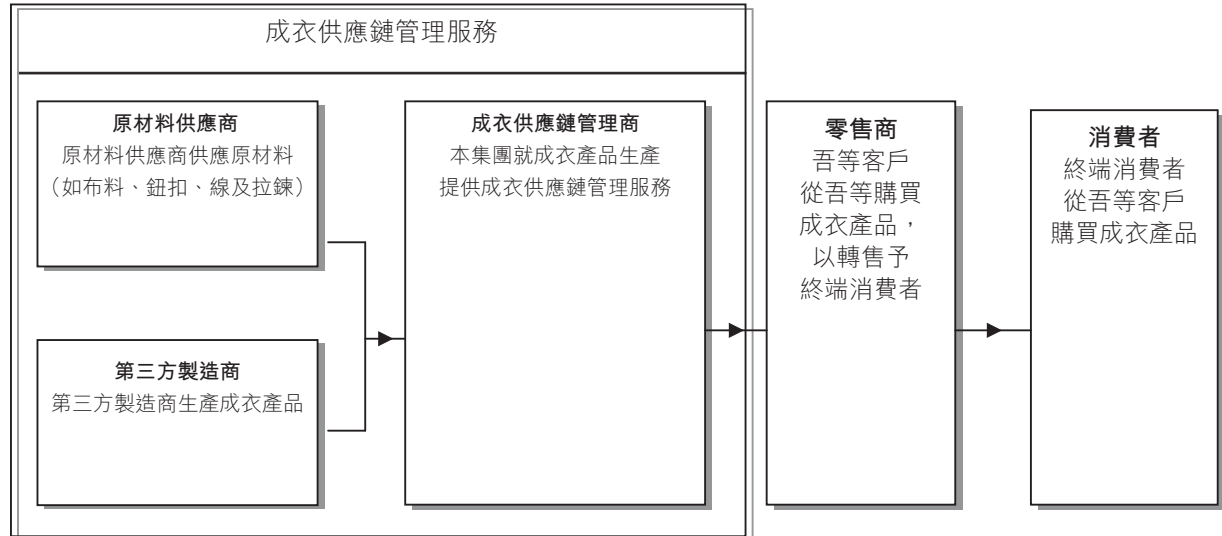 成衣供應鏈管理服務
原材料供應商
原材料供應商供應原材料
（如布料、鈕扣、線及拉鍊）
第三方製造商
第三方製造商生產成衣產品
成衣供應鏈管理商
本集團就成衣產品生產
提供成衣供應鏈管理服務
零售商
吾等客戶
從吾等購買
成衣產品，
以轉售予
終端消費者
消費者
終端消費者
從吾等客戶
購買成衣產品